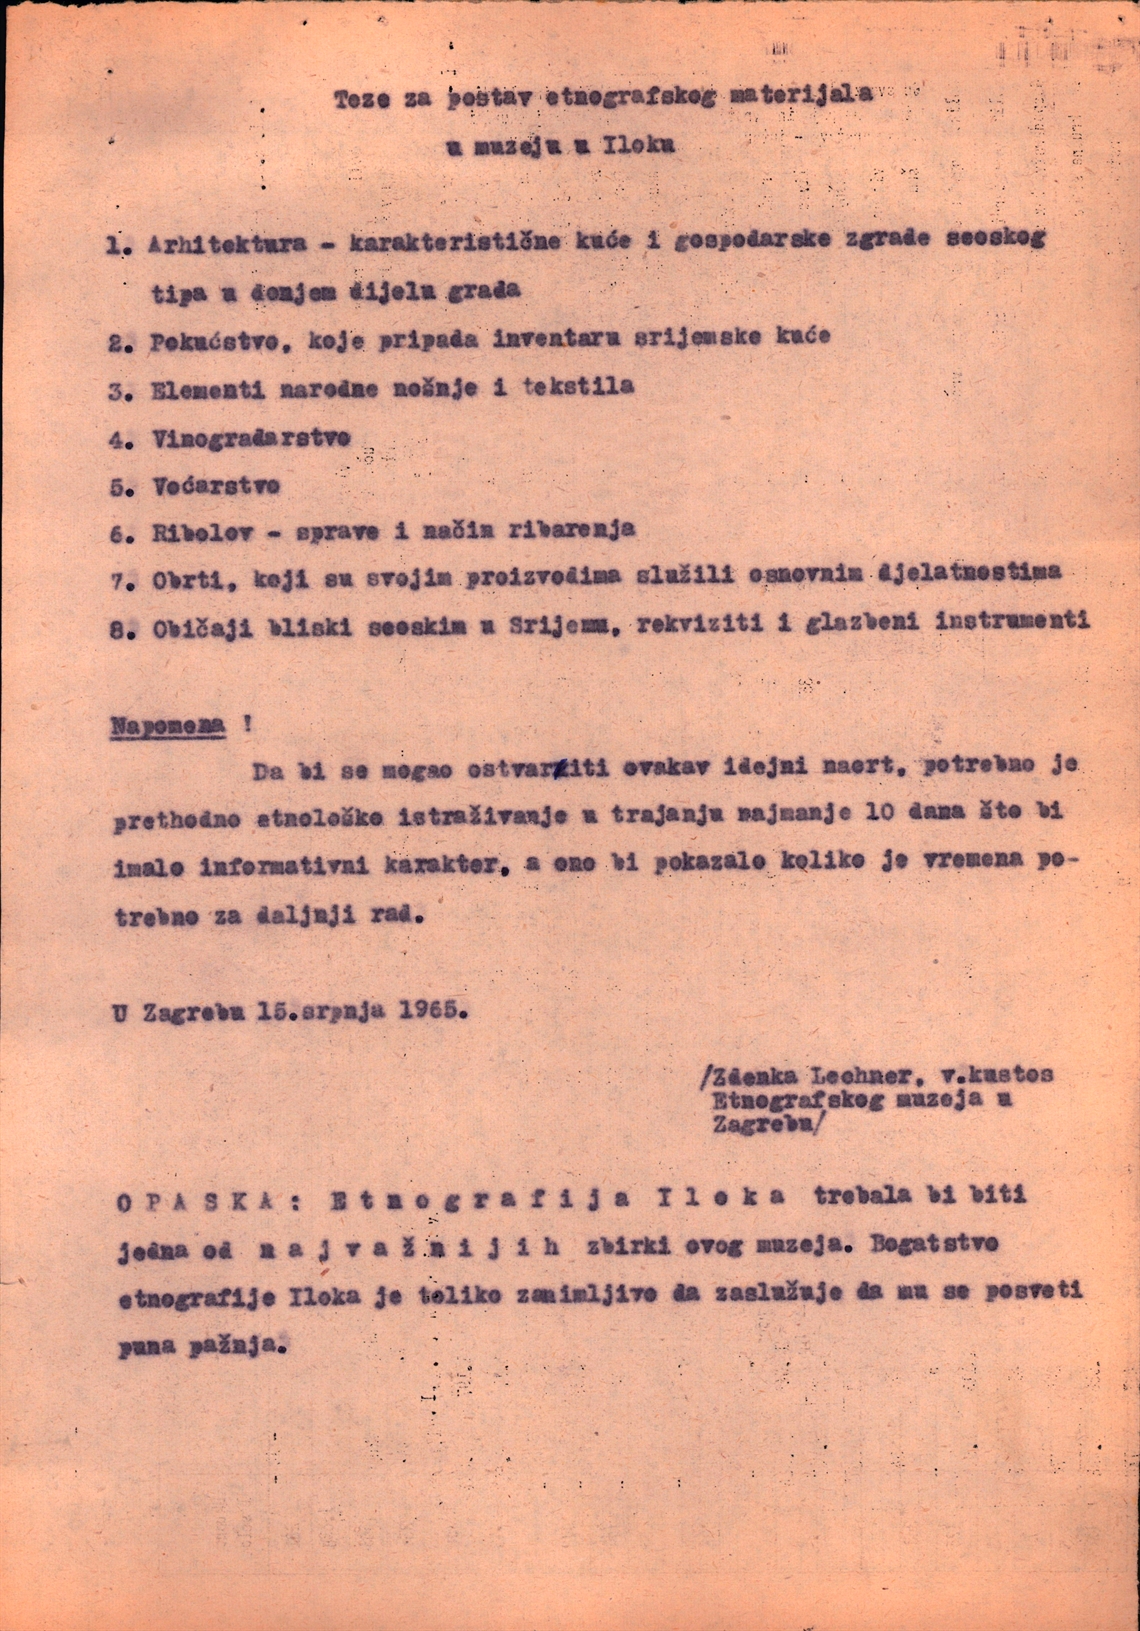 Teze za postav etnografskog materijala
u muzeju u Iloku
1. Arhitektura - karakteristične kuće i gospodarske zgrade seoskog
tipa u donjem dijelu grada
2. Pokućstvo, koje pripada inventaru srijemske kuće
3. Elementi narodne nošnje i tekstila
4. Vinogradarstvo
5. Voćarstvo
6. Ribolov - sprave i način ribarenja
7. Obrti, koji su svojim proizvodima služili osnovnim djelatnostima
8. Običaji bliski seoskim u Srijemu, rekviziti i glazbeni instrumenti
Napomena !
Da bi se mogao ostvariti ovakav idejni nacrt, potrebno je
prethodno etnološko istraživanje u trajanju najmanje 10 dana što bi
imalo informativni karakter, a ono bi pokazalo koliko je vremena po-
trebno za daljnji rad.
U Zagrebu 15.srpnja 1965.
/Zdenka Lechner, v.kustos
Etnografskog muzeja u
Zagrebu/
O P A S K A : E t n o g r a f i j a I l o k a trebala bi biti
jedna od n a j v a ž n i j i h zbirki ovog muzeja. Bogatstvo
etnografije Iloka je toliko zanimljivo da zaslužuje da mu se posveti
puna pažnja.